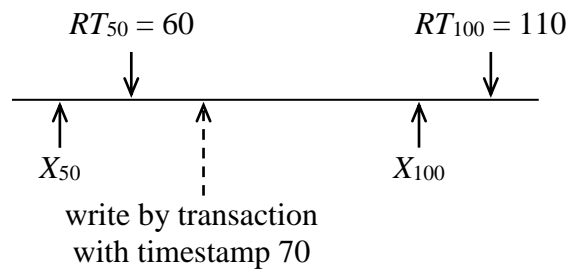 RT₅₀ = 60
RT₁₀₀ = 110
X₅₀
X₁₀₀
write by transaction
with timestamp 70